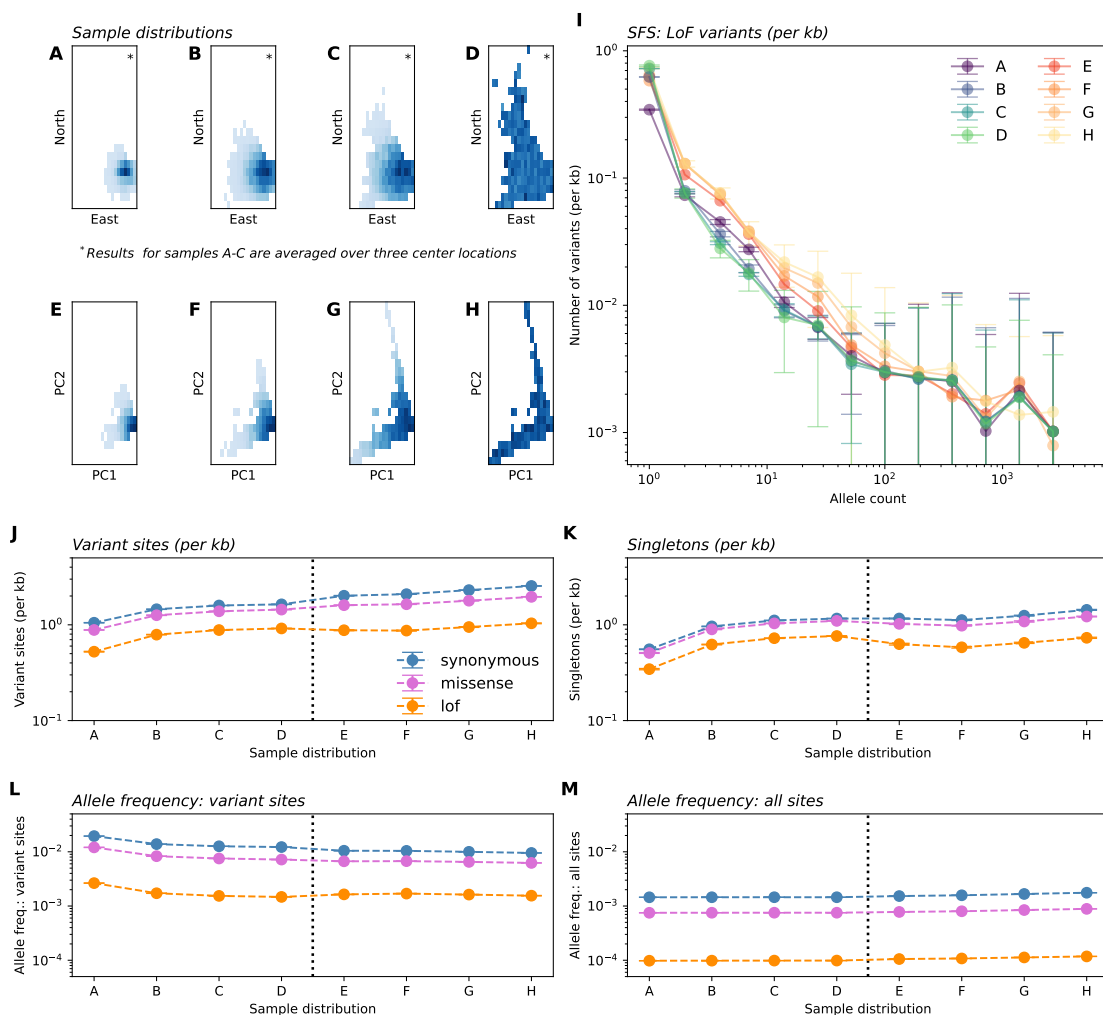 Sample distributions
A
B
C
D
*
*
*
*
North
North
North
North
East
East
East
East
*Results for samples A-C are averaged over three center locations
E
F
G
H
PC2
PC2
PC2
PC2
PC1
PC1
PC1
PC1
I
SFS: LoF variants (per kb)
Number of variants (per kb)
10⁰
10⁻¹
10⁻²
10⁻³
A
B
C
D
E
F
G
H
10⁰ 10¹ 10² 10³
Allele count
J
Variant sites (per kb)
Variant sites (per kb)
10⁰
10⁻¹
synonymous
missense
lof
A B C D E F G H
Sample distribution
K
Singletons (per kb)
Singletons (per kb)
10⁰
10⁻¹
A B C D E F G H
Sample distribution
L
Allele frequency: variant sites
Allele freq.: variant sites
10⁻²
10⁻³
10⁻⁴
A B C D E F G H
Sample distribution
M
Allele frequency: all sites
Allele freq.: all sites
10⁻²
10⁻³
10⁻⁴
A B C D E F G H
Sample distribution